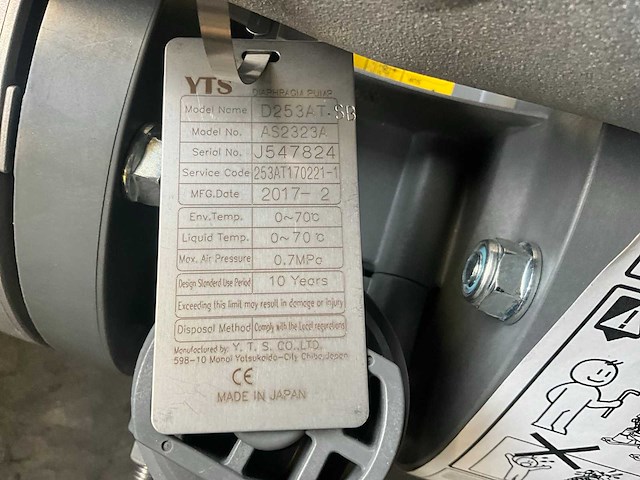 YTS DIAPHRAGM PUMP
Model Name D253AT-SB
Model No. AS2323A
Serial No. J547824
Service Code 253AT170221-1
MFG.Date 2017- 2
Env.Temp. 0~70℃
Liquid Temp. 0~70℃
Max. Air Pressure 0.7MPa
Design Standerd Use Period 10 Years
Exceeding this limit may result in damage or injury
Disposal Method Comply with the Local regurations
Manufactured by: Y. T. S. CO.,LTD.
598-10 Manai Yotsukaido-City Chiba,Japan
CE
MADE IN JAPAN